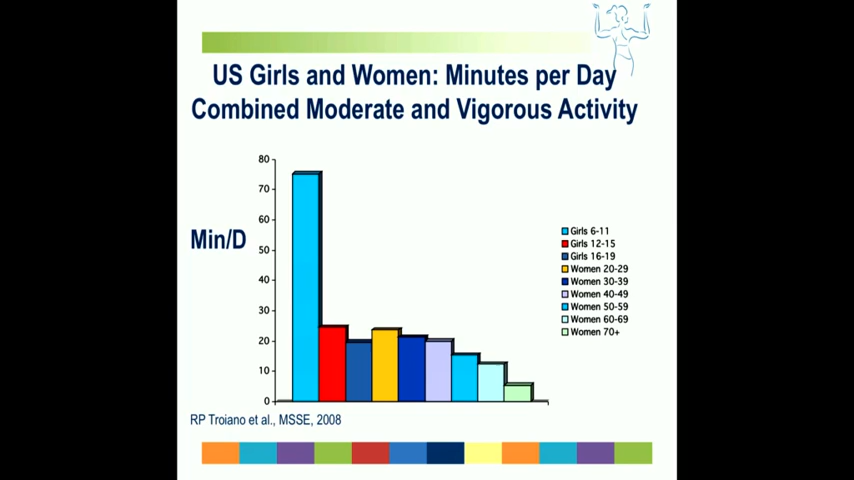 US Girls and Women: Minutes per Day
Combined Moderate and Vigorous Activity
80
70
60
50
40
30
20
10
0
Min/D
Girls 6-11
Girls 12-15
Girls 16-19
Women 20-29
Women 30-39
Women 40-49
Women 50-59
Women 60-69
Women 70+
RP Troiano et al., MSSE, 2008